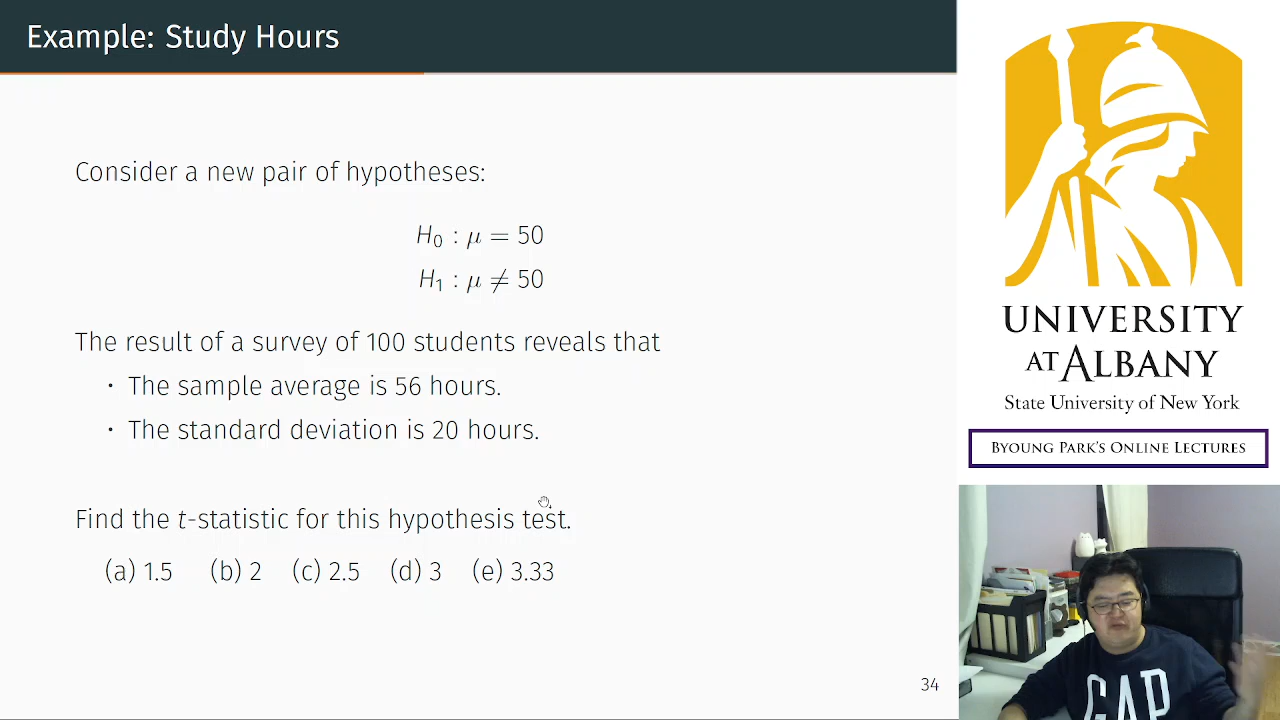 Example: Study Hours
Consider a new pair of hypotheses:
H₀ : μ = 50
H₁ : μ ≠ 50
The result of a survey of 100 students reveals that
· The sample average is 56 hours.
· The standard deviation is 20 hours.
Find the t-statistic for this hypothesis test.
(a) 1.5 (b) 2 (c) 2.5 (d) 3 (e) 3.33
34
UNIVERSITY
AT ALBANY
State University of New York
BYOUNG PARK'S ONLINE LECTURES
GAP